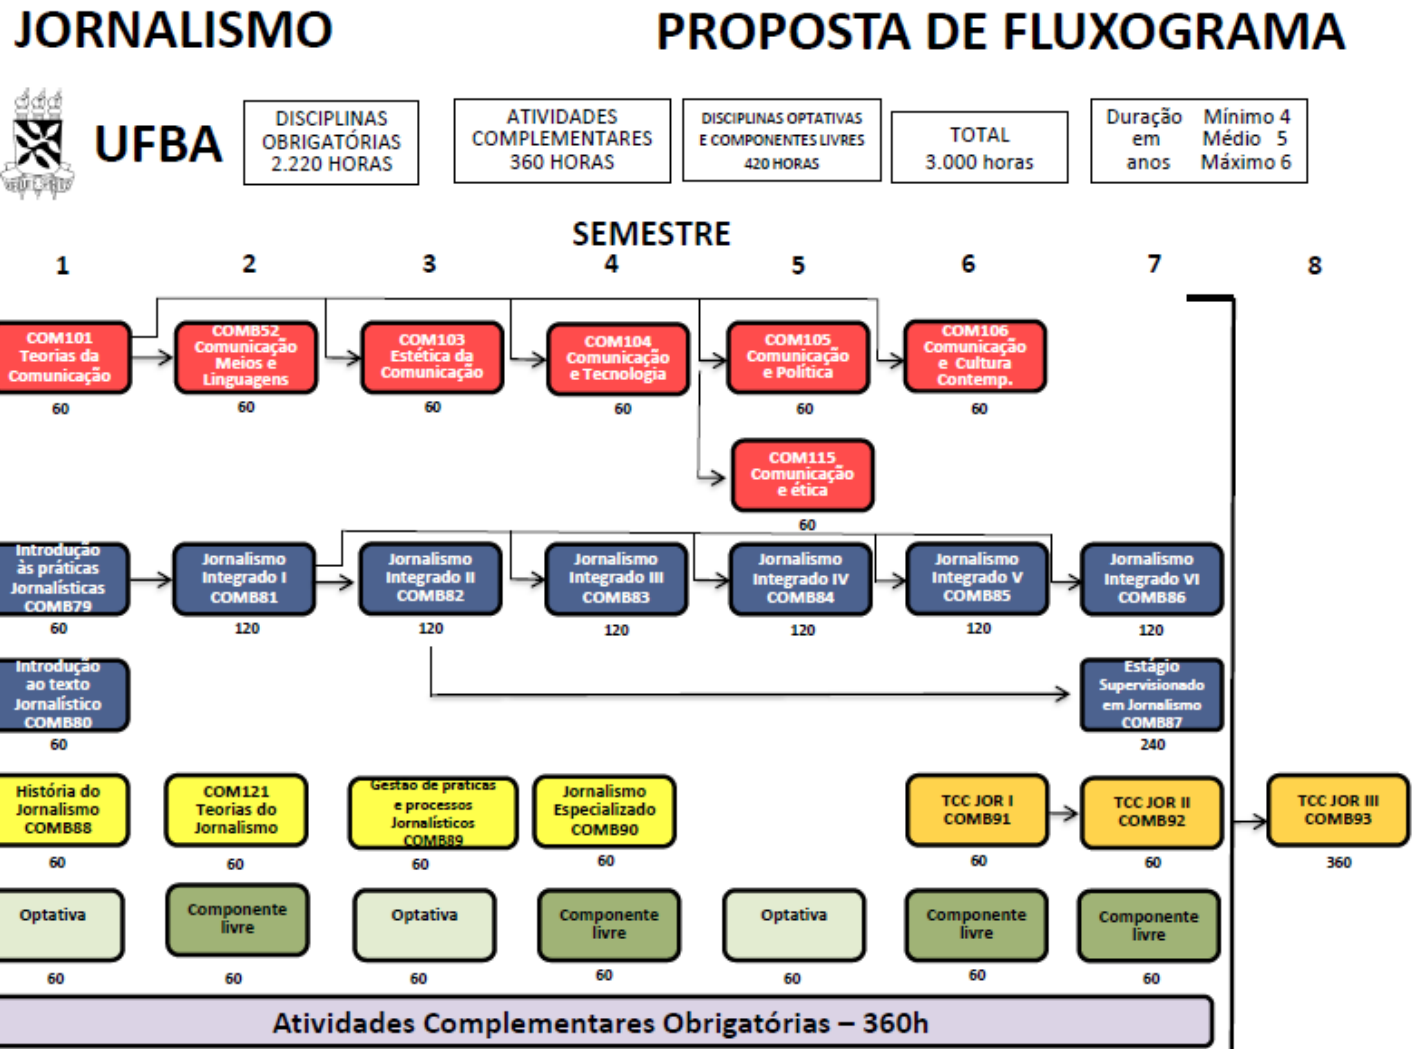 JORNALISMO
PROPOSTA DE FLUXOGRAMA
UFBA
DISCIPLINAS
OBRIGATÓRIAS
2.220 HORAS
ATIVIDADES
COMPLEMENTARES
360 HORAS
DISCIPLINAS OPTATIVAS
E COMPONENTES LIVRES
420 HORAS
TOTAL
3.000 horas
Duração em anos
Mínimo 4
Médio 5
Máximo 6
SEMESTRE
1 2 3 4 5 6 7 8
COM101
Teorias da
Comunicação
60
COMB52
Comunicação
Meios e
Linguagens
60
COM103
Estética da
Comunicação
60
COM104
Comunicação
e Tecnologia
60
COM105
Comunicação
e Política
60
COM106
Comunicação
e Cultura
Contemp.
60
COM115
Comunicação
e ética
60
Introdução
às práticas
Jornalísticas
COMB79
60
Jornalismo
Integrado I
COMB81
120
Jornalismo
Integrado II
COMB82
120
Jornalismo
Integrado III
COMB83
120
Jornalismo
Integrado IV
COMB84
120
Jornalismo
Integrado V
COMB85
120
Jornalismo
Integrado VI
COMB86
120
Introdução
ao texto
Jornalístico
COMB80
60
Estágio
Supervisionado
em Jornalismo
COMB87
240
História do
Jornalismo
COMB88
60
COM121
Teorias do
Jornalismo
60
Gestão de práticas
e processos
Jornalísticos
COMB89
60
Jornalismo
Especializado
COMB90
60
TCC JOR I
COMB91
60
TCC JOR II
COMB92
60
TCC JOR III
COMB93
360
Optativa
60
Componente
livre
60
Optativa
60
Componente
livre
60
Optativa
60
Componente
livre
60
Componente
livre
60
Atividades Complementares Obrigatórias – 360h